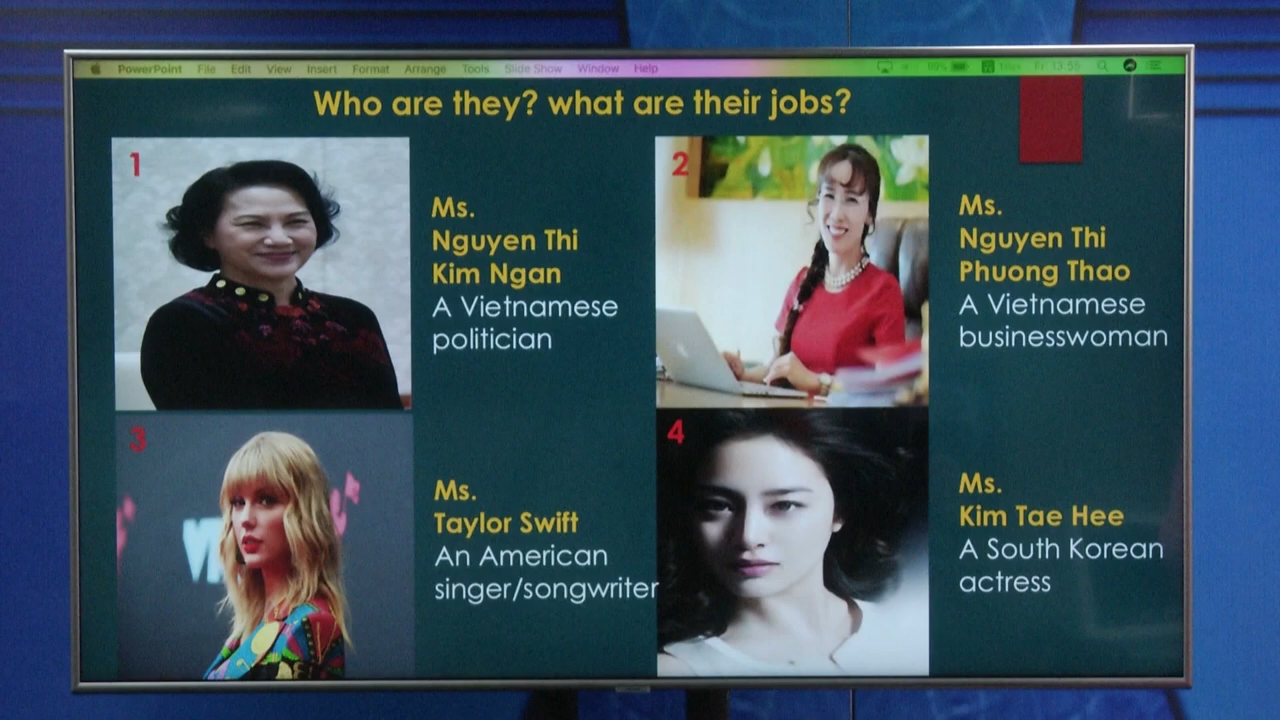 PowerPoint File Edit View Insert Format Arrange Tools Slide Show Window Help
Who are they? what are their jobs?
1
Ms.
Nguyen Thi
Kim Ngan
A Vietnamese
politician
2
Ms.
Nguyen Thi
Phuong Thao
A Vietnamese
businesswoman
3
Ms.
Taylor Swift
An American
singer/songwriter
4
Ms.
Kim Tae Hee
A South Korean
actress